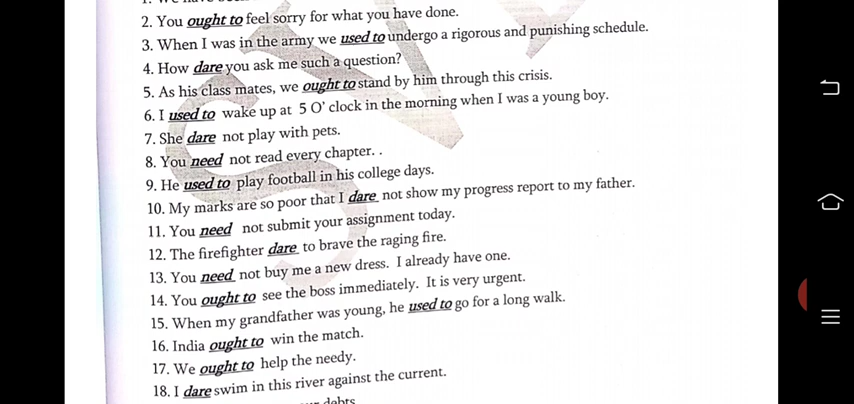 2. You ought to feel sorry for what you have done.
3. When I was in the army we used to undergo a rigorous and punishing schedule.
4. How dare you ask me such a question?
5. As his class mates, we ought to stand by him through this crisis.
6. I used to wake up at 5 O' clock in the morning when I was a young boy.
7. She dare not play with pets.
8. You need not read every chapter. .
9. He used to play football in his college days.
10. My marks are so poor that I dare not show my progress report to my father.
11. You need not submit your assignment today.
12. The firefighter dare to brave the raging fire.
13. You need not buy me a new dress. I already have one.
14. You ought to see the boss immediately. It is very urgent.
15. When my grandfather was young, he used to go for a long walk.
16. India ought to win the match.
17. We ought to help the needy.
18. I dare swim in this river against the current.
debts